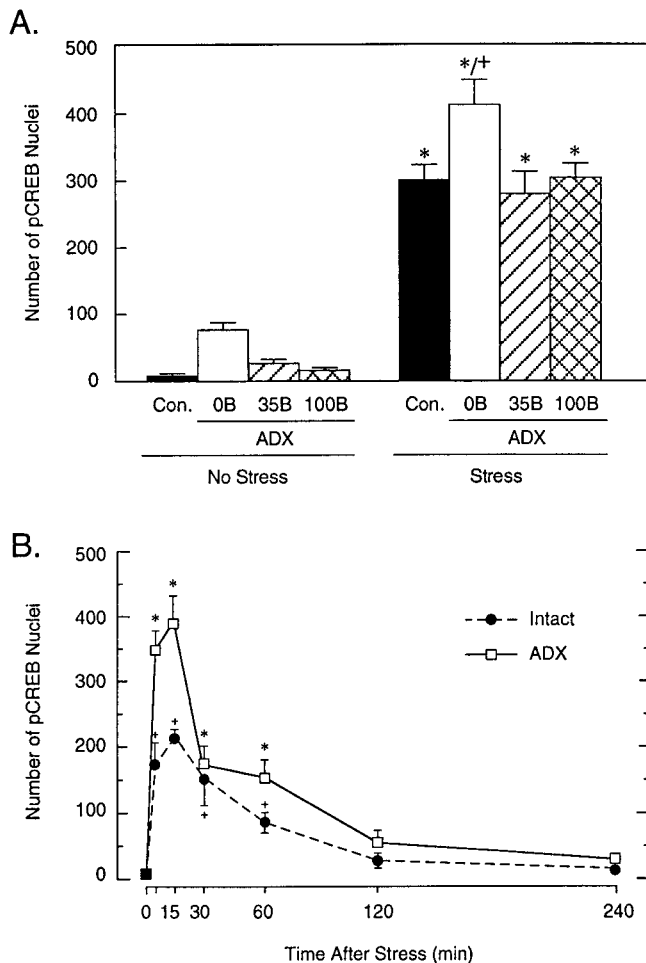 A.
500
400
300
200
100
0
Number of pCREB Nuclei
*
*/+
*
*
Con. 0B 35B 100B Con. 0B 35B 100B
ADX ADX
No Stress Stress
B.
500
400
300
200
100
0
Number of pCREB Nuclei
*
*
*
*
+
+
+
+
Intact
ADX
0 15 30 60 120 240
Time After Stress (min)